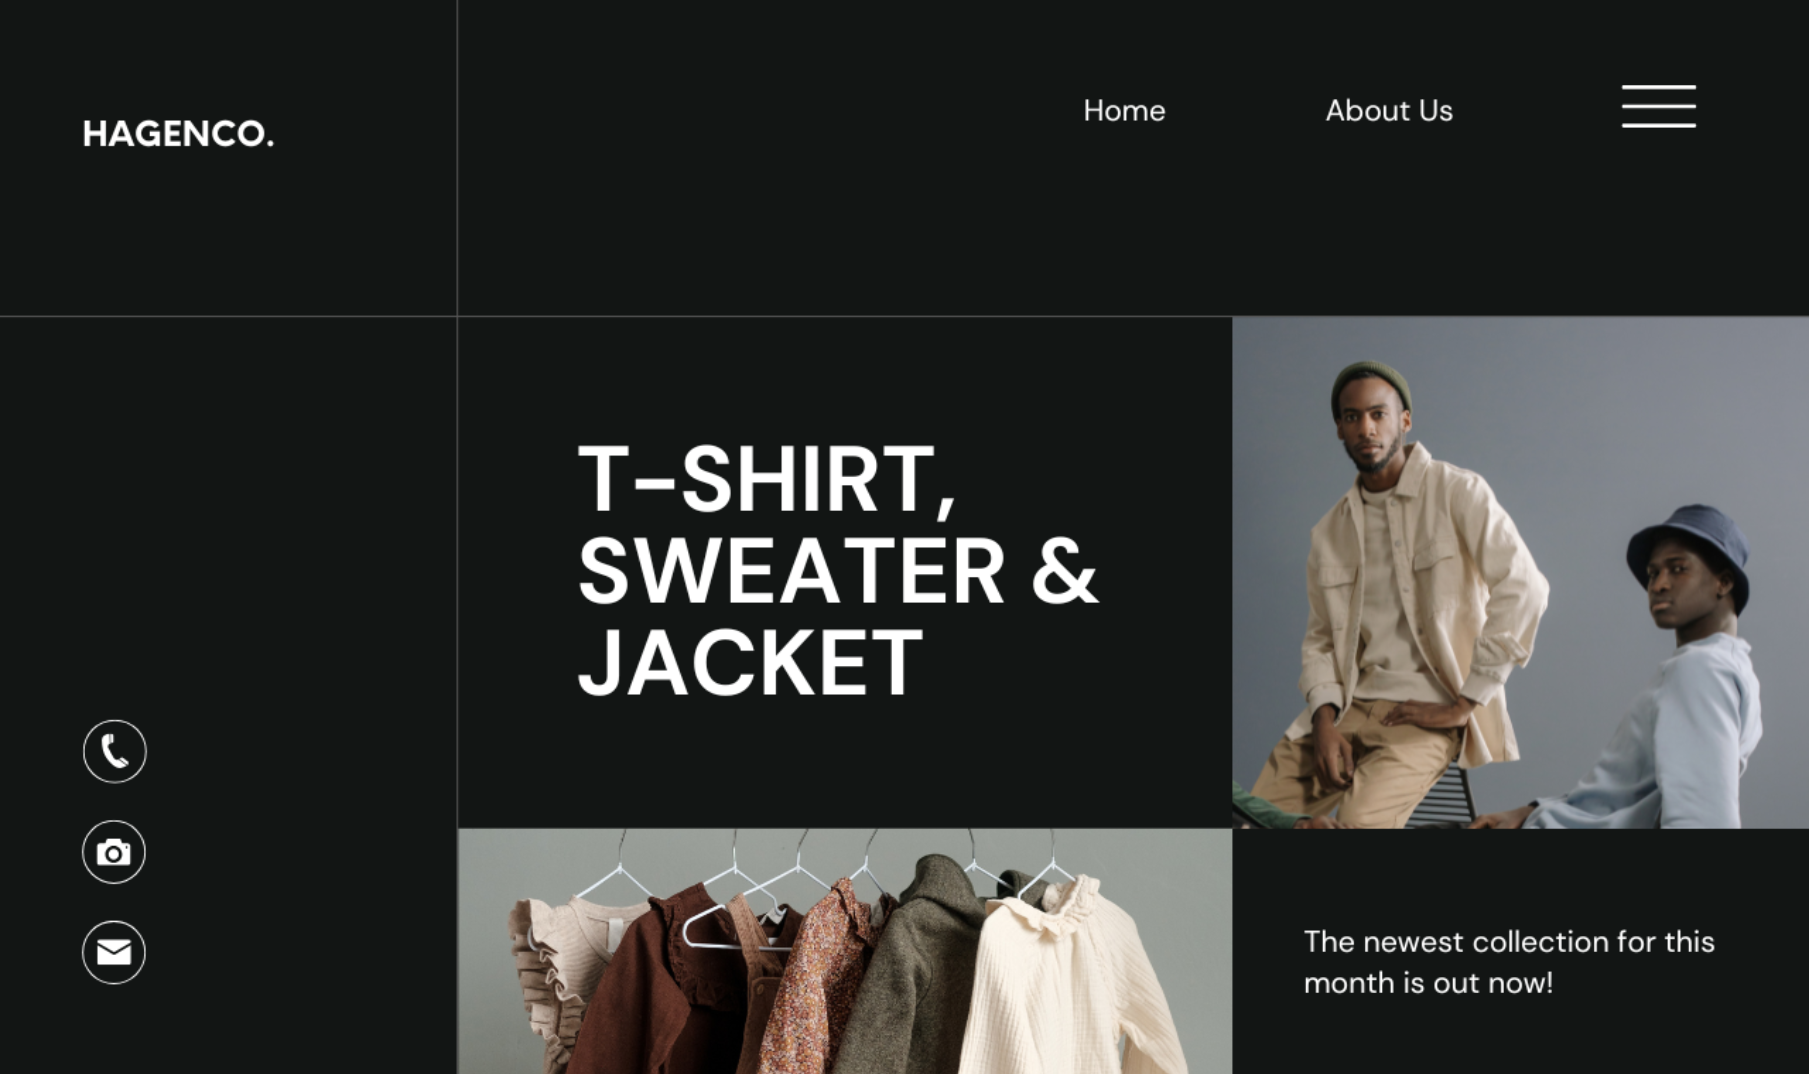 HAGENCO.
Home
About Us
T-SHIRT,
SWEATER &
JACKET
The newest collection for this
month is out now!